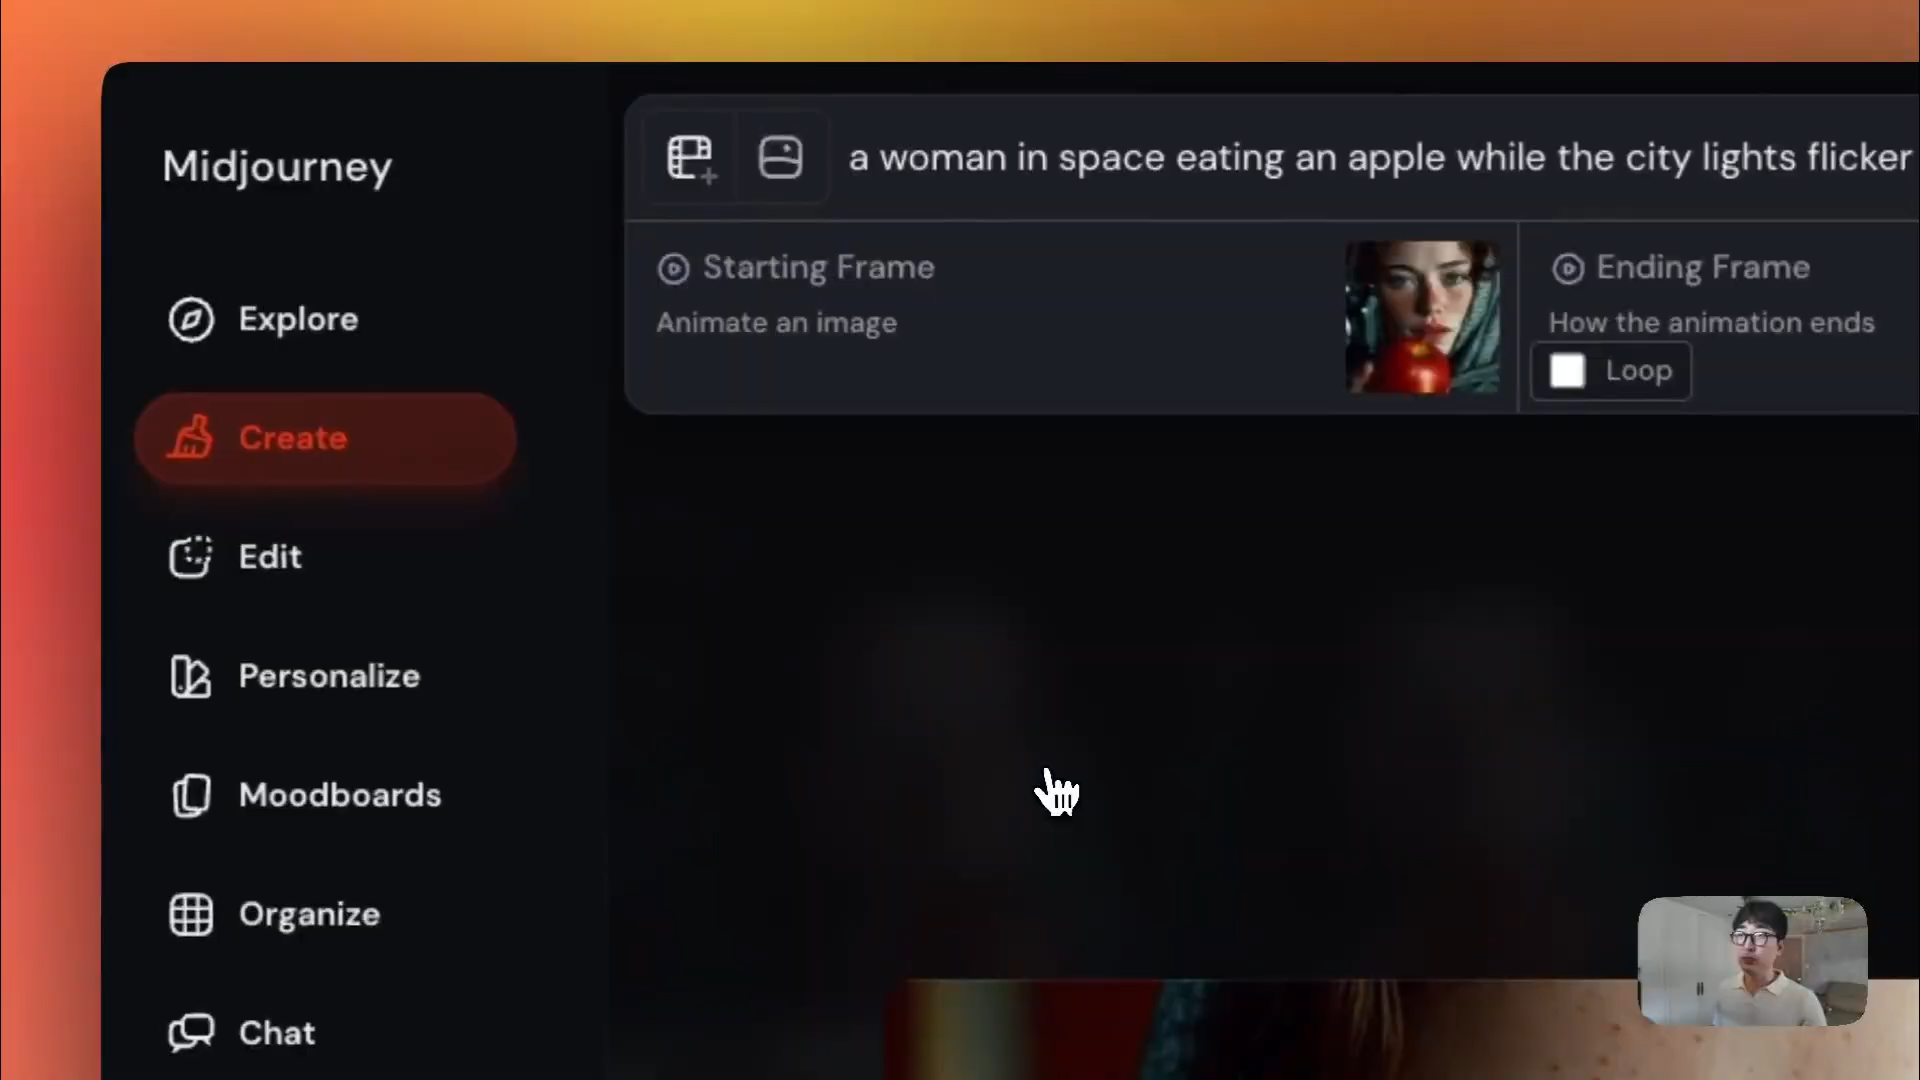 Midjourney
a woman in space eating an apple while the city lights flicker
Starting Frame
Animate an image
Ending Frame
How the animation ends
Loop
Explore
Create
Edit
Personalize
Moodboards
Organize
Chat